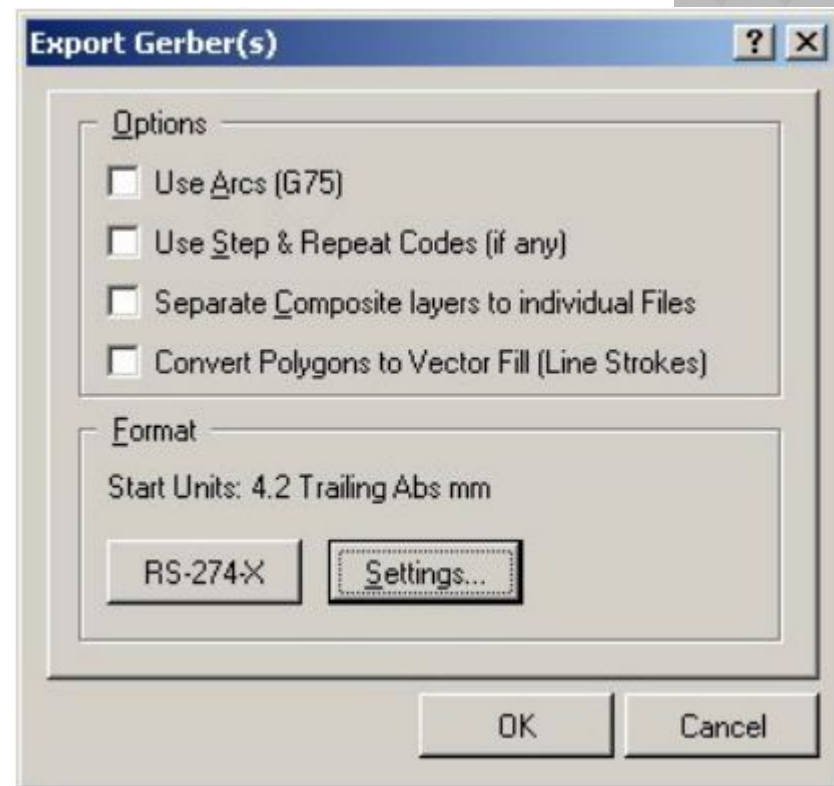 Export Gerber(s)
Options
Use Arcs (G75)
Use Step & Repeat Codes (if any)
Separate Composite layers to individual Files
Convert Polygons to Vector Fill (Line Strokes)
Format
Start Units: 4.2 Trailing Abs mm
RS-274-X Settings...
OK Cancel